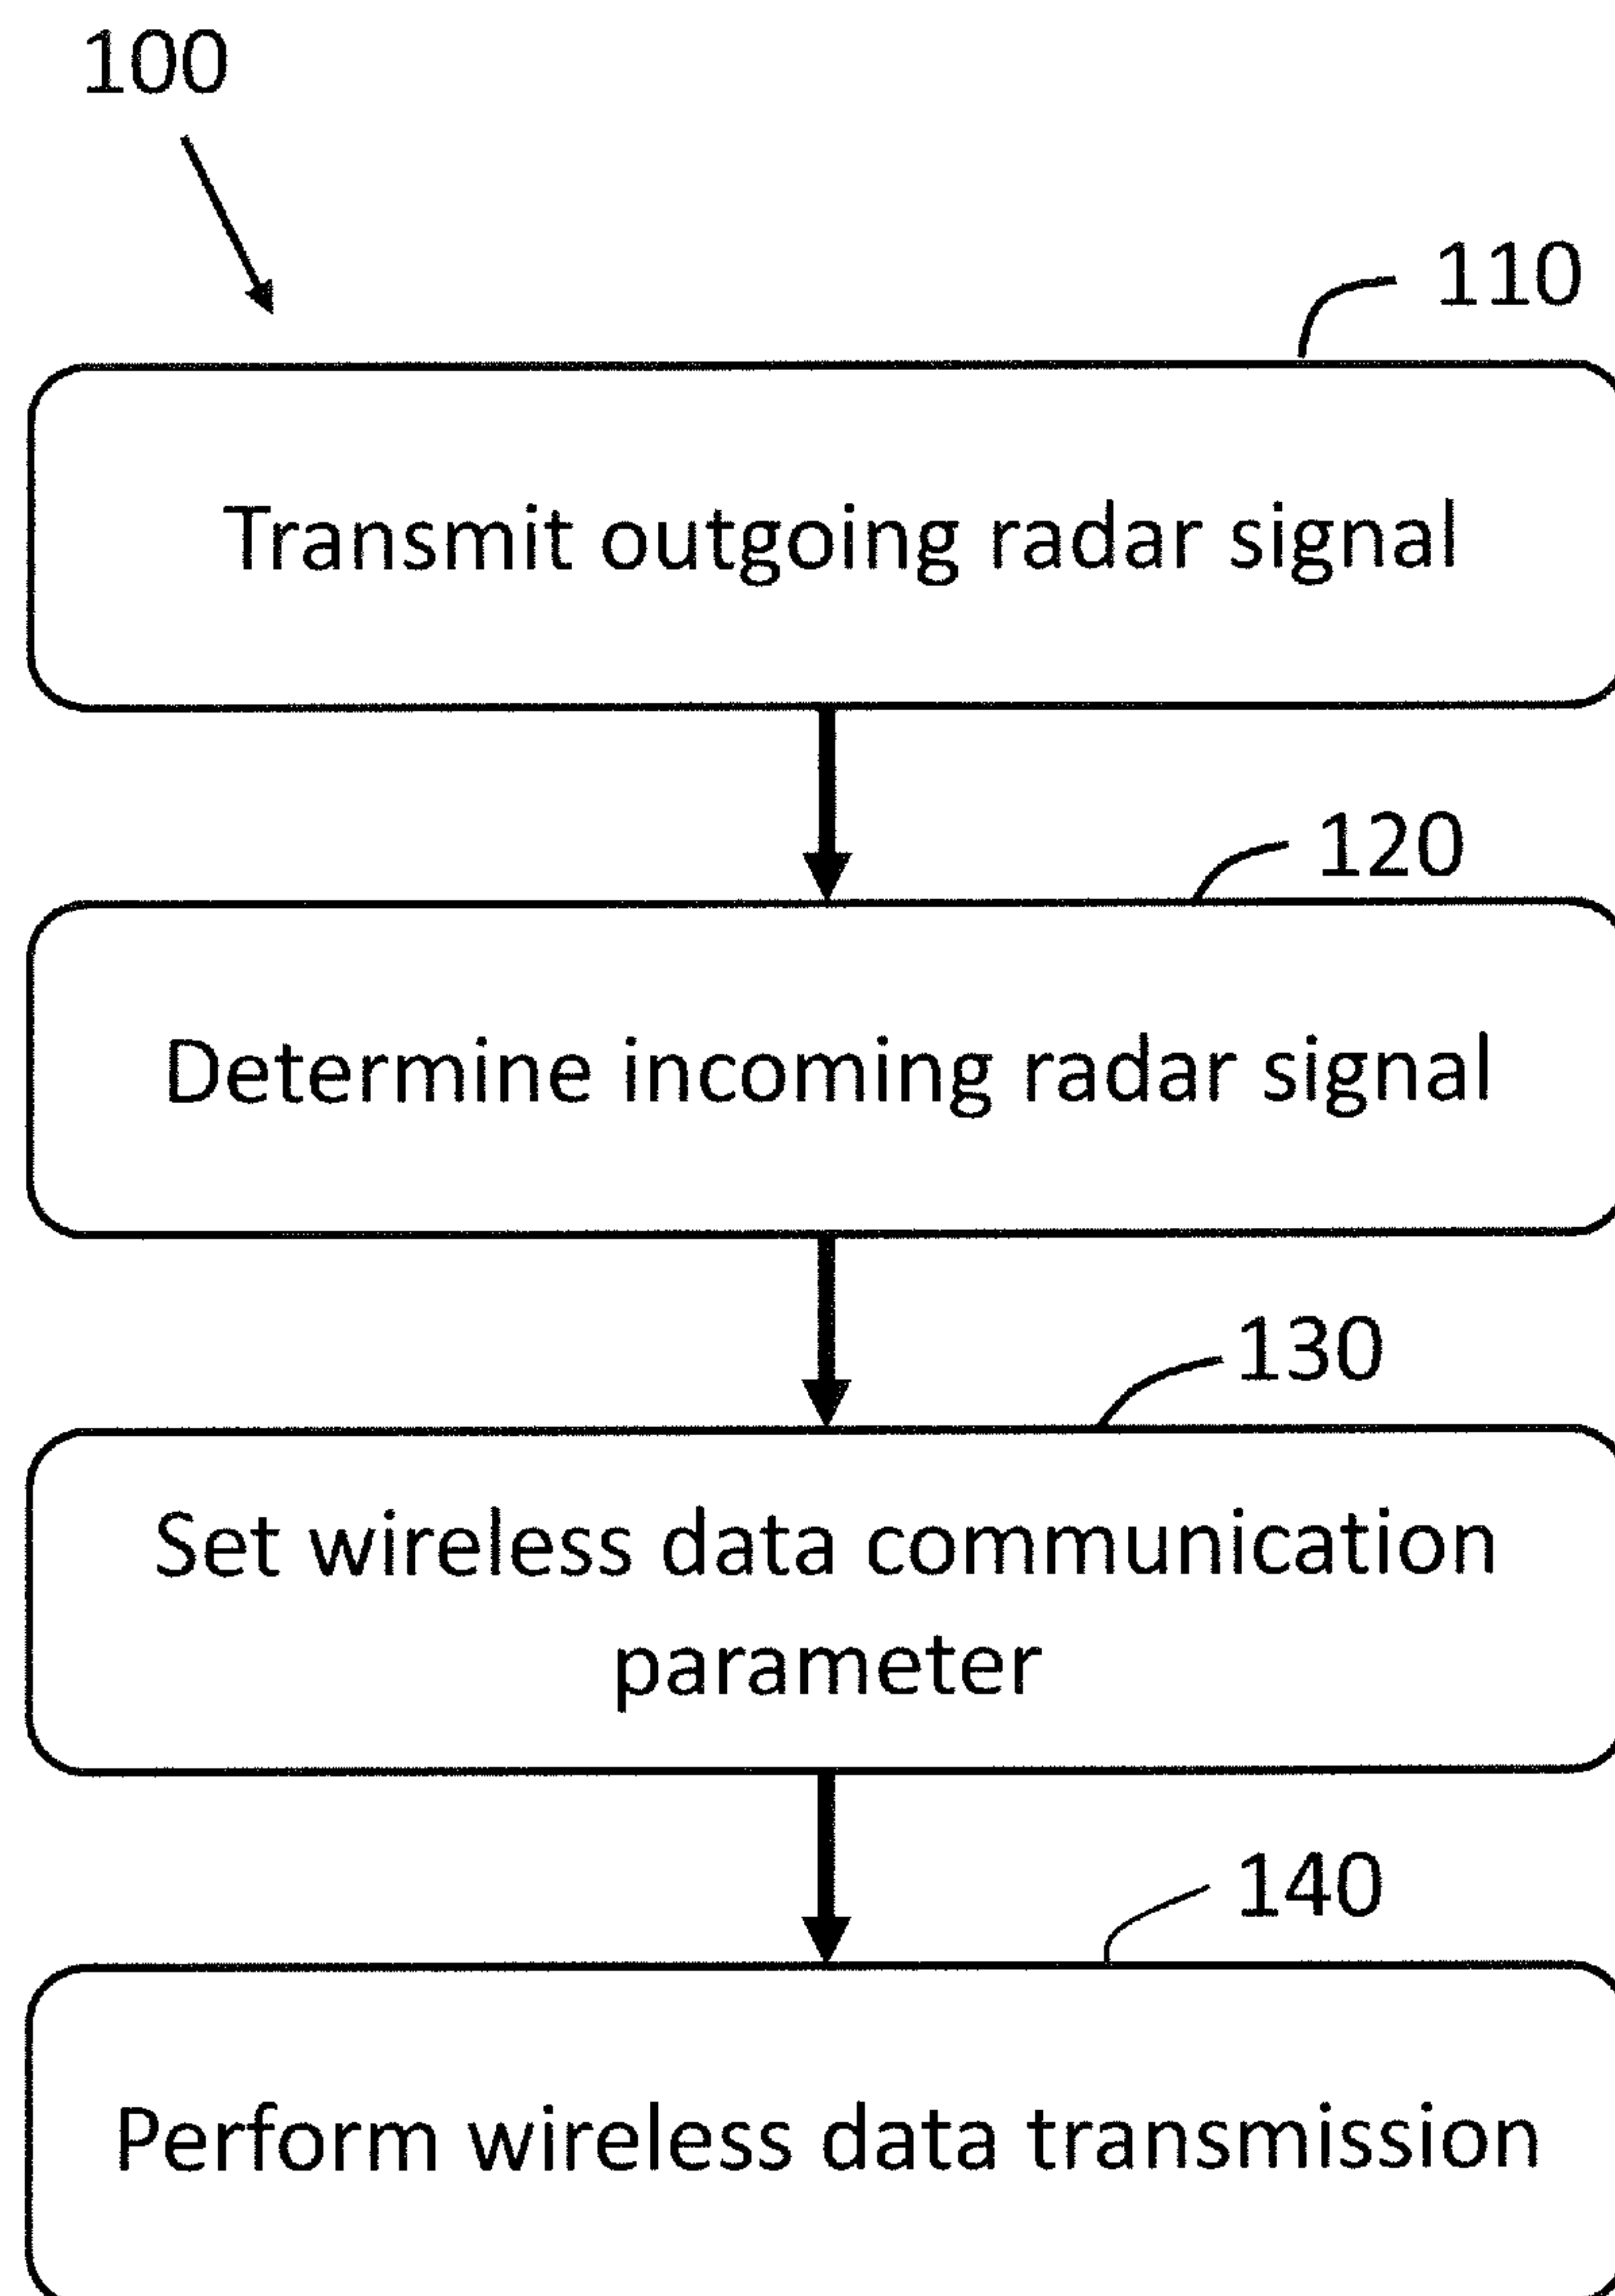 100
110
Transmit outgoing radar signal
120
Determine incoming radar signal
130
Set wireless data communication
parameter
140
Perform wireless data transmission